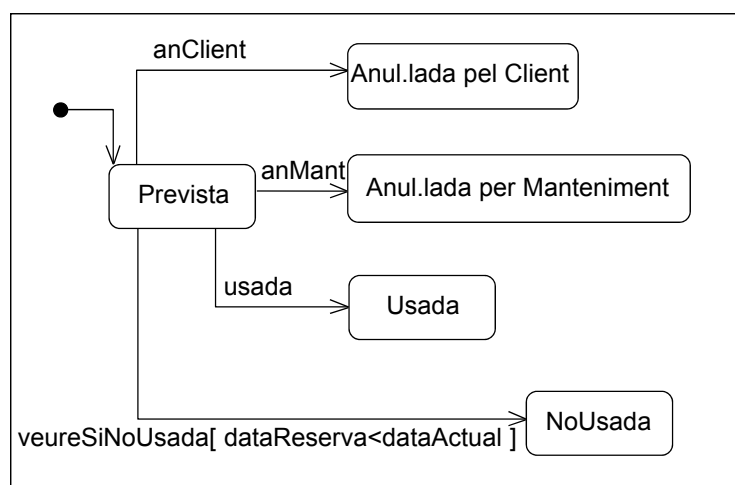 anClient
Anul.lada pel Client
anMant
Prevista
Anul.lada per Manteniment
usada
Usada
NoUsada
veureSiNoUsada[ dataReserva<dataActual ]